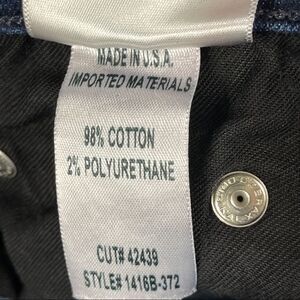 MADE IN U.S.A.
IMPORTED MATERIALS
98% COTTON
2% POLYURETHANE
CUT# 42439
STYLE# 1416B-372